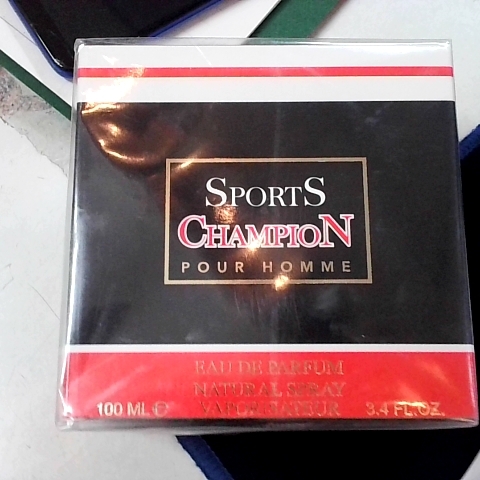 SPORTS
CHAMPION
POUR HOMME
EAU DE PARFUM
NATURAL SPRAY
VAPORISATEUR
100 ML e 3.4 FL.OZ.